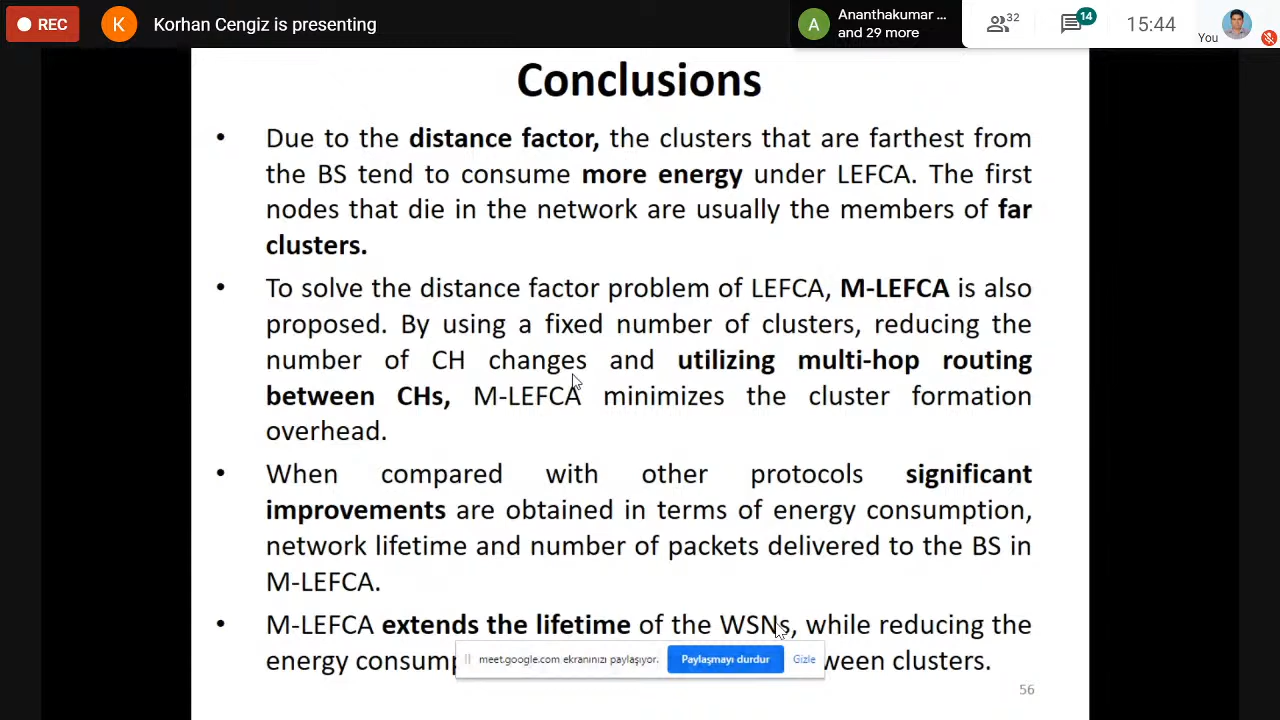 REC
K
Korhan Cengiz is presenting
A
Ananthakumar ...
and 29 more
32
14
15:44
You
Conclusions
• Due to the distance factor, the clusters that are farthest from
the BS tend to consume more energy under LEFCA. The first
nodes that die in the network are usually the members of far
clusters.
• To solve the distance factor problem of LEFCA, M-LEFCA is also
proposed. By using a fixed number of clusters, reducing the
number of CH changes and utilizing multi-hop routing
between CHs, M-LEFCA minimizes the cluster formation
overhead.
• When compared with other protocols significant
improvements are obtained in terms of energy consumption,
network lifetime and number of packets delivered to the BS in
M-LEFCA.
• M-LEFCA extends the lifetime of the WSNs, while reducing the
energy clusters.
meet.google.com ekranınızı paylaşıyor.
Paylaşmayı durdur
Gizle
56